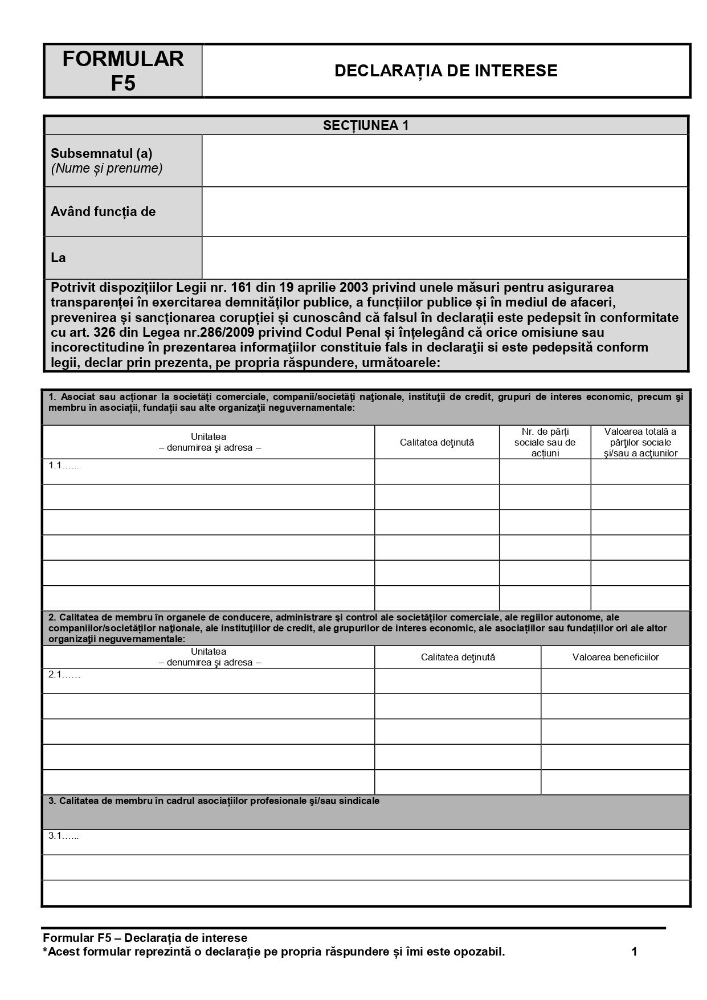 FORMULAR
F5
DECLARAȚIA DE INTERESE
SECȚIUNEA 1
Subsemnatul (a)
(Nume și prenume)
Având funcția de
La
Potrivit dispozițiilor Legii nr. 161 din 19 aprilie 2003 privind unele măsuri pentru asigurarea
transparenței în exercitarea demnităților publice, a funcțiilor publice și în mediul de afaceri,
prevenirea și sancționarea corupției și cunoscând că falsul în declarații este pedepsit în conformitate
cu art. 326 din Legea nr.286/2009 privind Codul Penal și înțelegând că orice omisiune sau
incorectitudine în prezentarea informaţiilor constituie fals in declaraţii si este pedepsită conform
legii, declar prin prezenta, pe propria răspundere, următoarele:
1. Asociat sau acționar la societăți comerciale, companii/societăți naţionale, instituţii de credit, grupuri de interes economic, precum şi
membru în asociații, fundații sau alte organizaţii neguvernamentale:
Unitatea
– denumirea şi adresa –
Calitatea deţinută
Nr. de părți
sociale sau de
acțiuni
Valoarea totală a
părţilor sociale
şi/sau a acţiunilor
1.1…...
2. Calitatea de membru în organele de conducere, administrare şi control ale societăților comerciale, ale regiilor autonome, ale
companiilor/societăților naţionale, ale instituţiilor de credit, ale grupurilor de interes economic, ale asociațiilor sau fundațiilor ori ale altor
organizaţii neguvernamentale:
Unitatea
– denumirea şi adresa –
Calitatea deţinută
Valoarea beneficiilor
2.1……
3. Calitatea de membru în cadrul asociațiilor profesionale şi/sau sindicale
3.1…...
Formular F5 – Declarația de interese
*Acest formular reprezintă o declarație pe propria răspundere și îmi este opozabil. 1